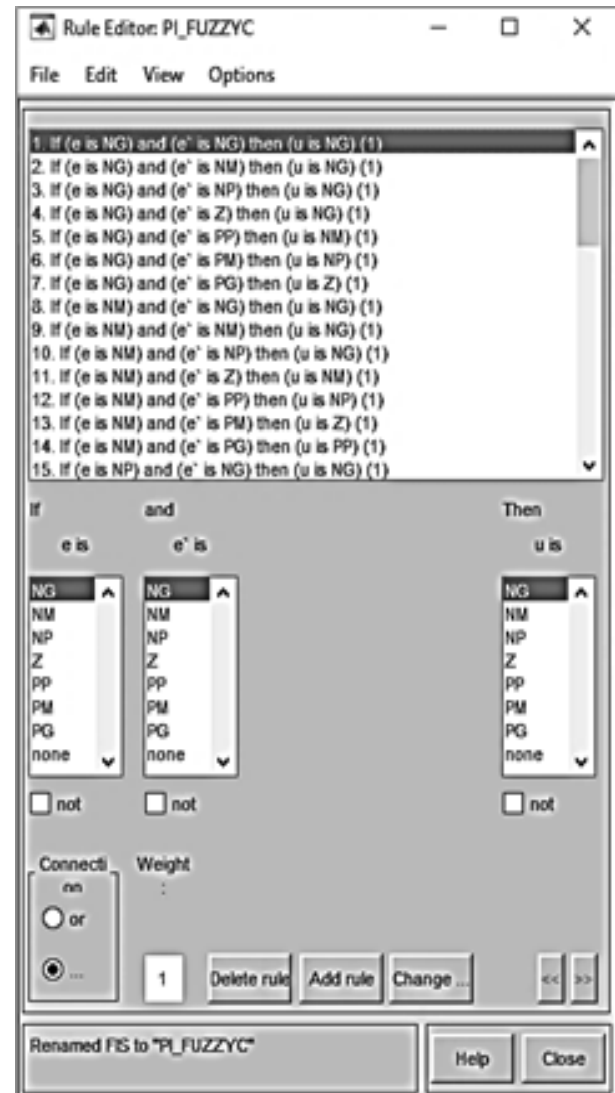 Rule Editor: PI_FUZZYC
File Edit View Options
1. If (e is NG) and (e` is NG) then (u is NG) (1)
2. If (e is NG) and (e` is NM) then (u is NG) (1)
3. If (e is NG) and (e` is NP) then (u is NG) (1)
4. If (e is NG) and (e` is Z) then (u is NG) (1)
5. If (e is NG) and (e` is PP) then (u is NM) (1)
6. If (e is NG) and (e` is PM) then (u is NP) (1)
7. If (e is NG) and (e` is PG) then (u is Z) (1)
8. If (e is NM) and (e` is NG) then (u is NG) (1)
9. If (e is NM) and (e` is NM) then (u is NG) (1)
10. If (e is NM) and (e` is NP) then (u is NG) (1)
11. If (e is NM) and (e` is Z) then (u is NM) (1)
12. If (e is NM) and (e` is PP) then (u is NP) (1)
13. If (e is NM) and (e` is PM) then (u is Z) (1)
14. If (e is NM) and (e` is PG) then (u is PP) (1)
15. If (e is NP) and (e` is NG) then (u is NG) (1)
If and Then
e is e` is u is
NG NG NG
NM NM NM
NP NP NP
Z Z Z
PP PP PP
PM PM PM
PG PG PG
none none none
not not not
Connecti Weight
on :
or
...
1 Delete rule Add rule Change ... << >>
Renamed FIS to "PI_FUZZYC" Help Close